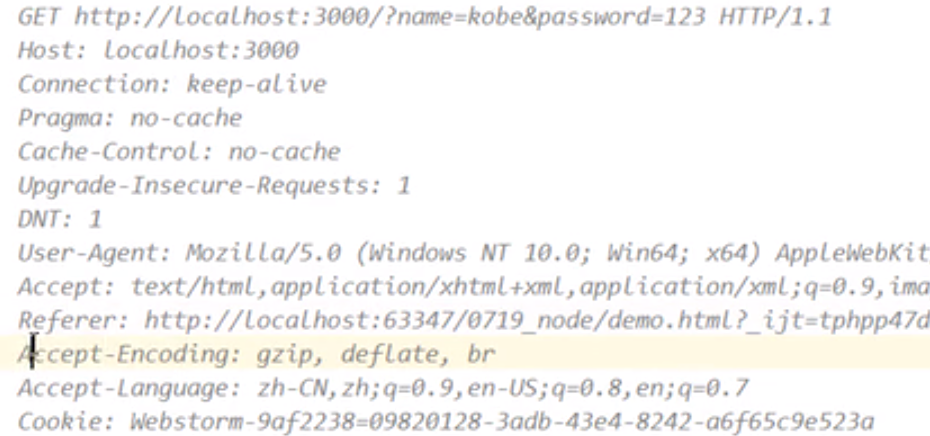 GET http://localhost:3000/?name=kobe&password=123 HTTP/1.1
Host: localhost:3000
Connection: keep-alive
Pragma: no-cache
Cache-Control: no-cache
Upgrade-Insecure-Requests: 1
DNT: 1
User-Agent: Mozilla/5.0 (Windows NT 10.0; Win64; x64) AppleWebKit
Accept: text/html,application/xhtml+xml,application/xml;q=0.9,ima
Referer: http://localhost:63347/0719_node/demo.html?_ijt=tphpp47d
Accept-Encoding: gzip, deflate, br
Accept-Language: zh-CN,zh;q=0.9,en-US;q=0.8,en;q=0.7
Cookie: Webstorm-9af2238=09820128-3adb-43e4-8242-a6f65c9e523a